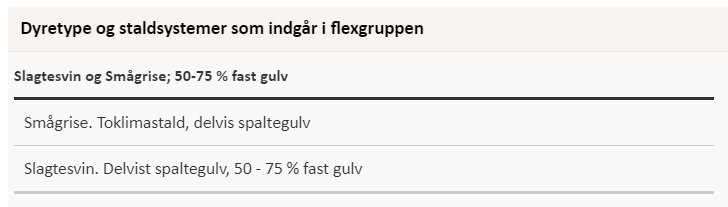 Dyretype og staldsystemer som indgår i flexgruppen
Slagtesvin og Smågrise; 50-75 % fast gulv
Smågrise. Toklimastald, delvis spaltegulv
Slagtesvin. Delvist spaltegulv, 50 - 75 % fast gulv